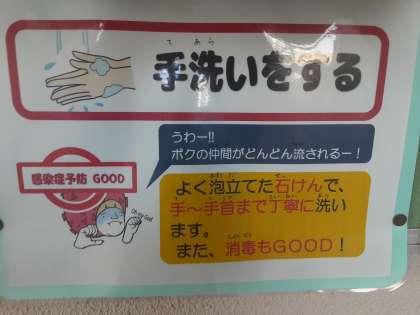 手洗いをする
うわー!!
ボクの仲間がどんどん流されるー!
感染症予防 GOOD
Oh my God
よく泡立てた石けんで、
手～手首まで丁寧に洗い
ます。
また、消毒もGOOD!